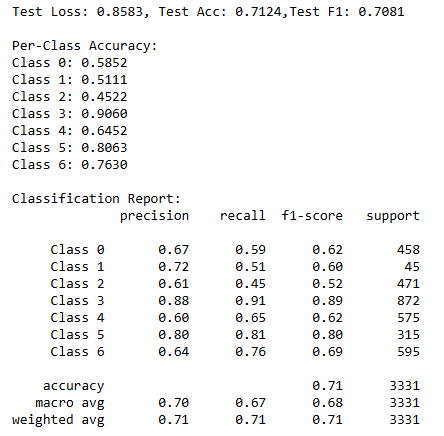 Test Loss: 0.8583, Test Acc: 0.7124,Test F1: 0.7081
Per-Class Accuracy:
Class 0: 0.5852
Class 1: 0.5111
Class 2: 0.4522
Class 3: 0.9060
Class 4: 0.6452
Class 5: 0.8063
Class 6: 0.7630
Classification Report:
precision recall f1-score support
Class 0 0.67 0.59 0.62 458
Class 1 0.72 0.51 0.60 45
Class 2 0.61 0.45 0.52 471
Class 3 0.88 0.91 0.89 872
Class 4 0.60 0.65 0.62 575
Class 5 0.80 0.81 0.80 315
Class 6 0.64 0.76 0.69 595
accuracy 0.71 3331
macro avg 0.70 0.67 0.68 3331
weighted avg 0.71 0.71 0.71 3331